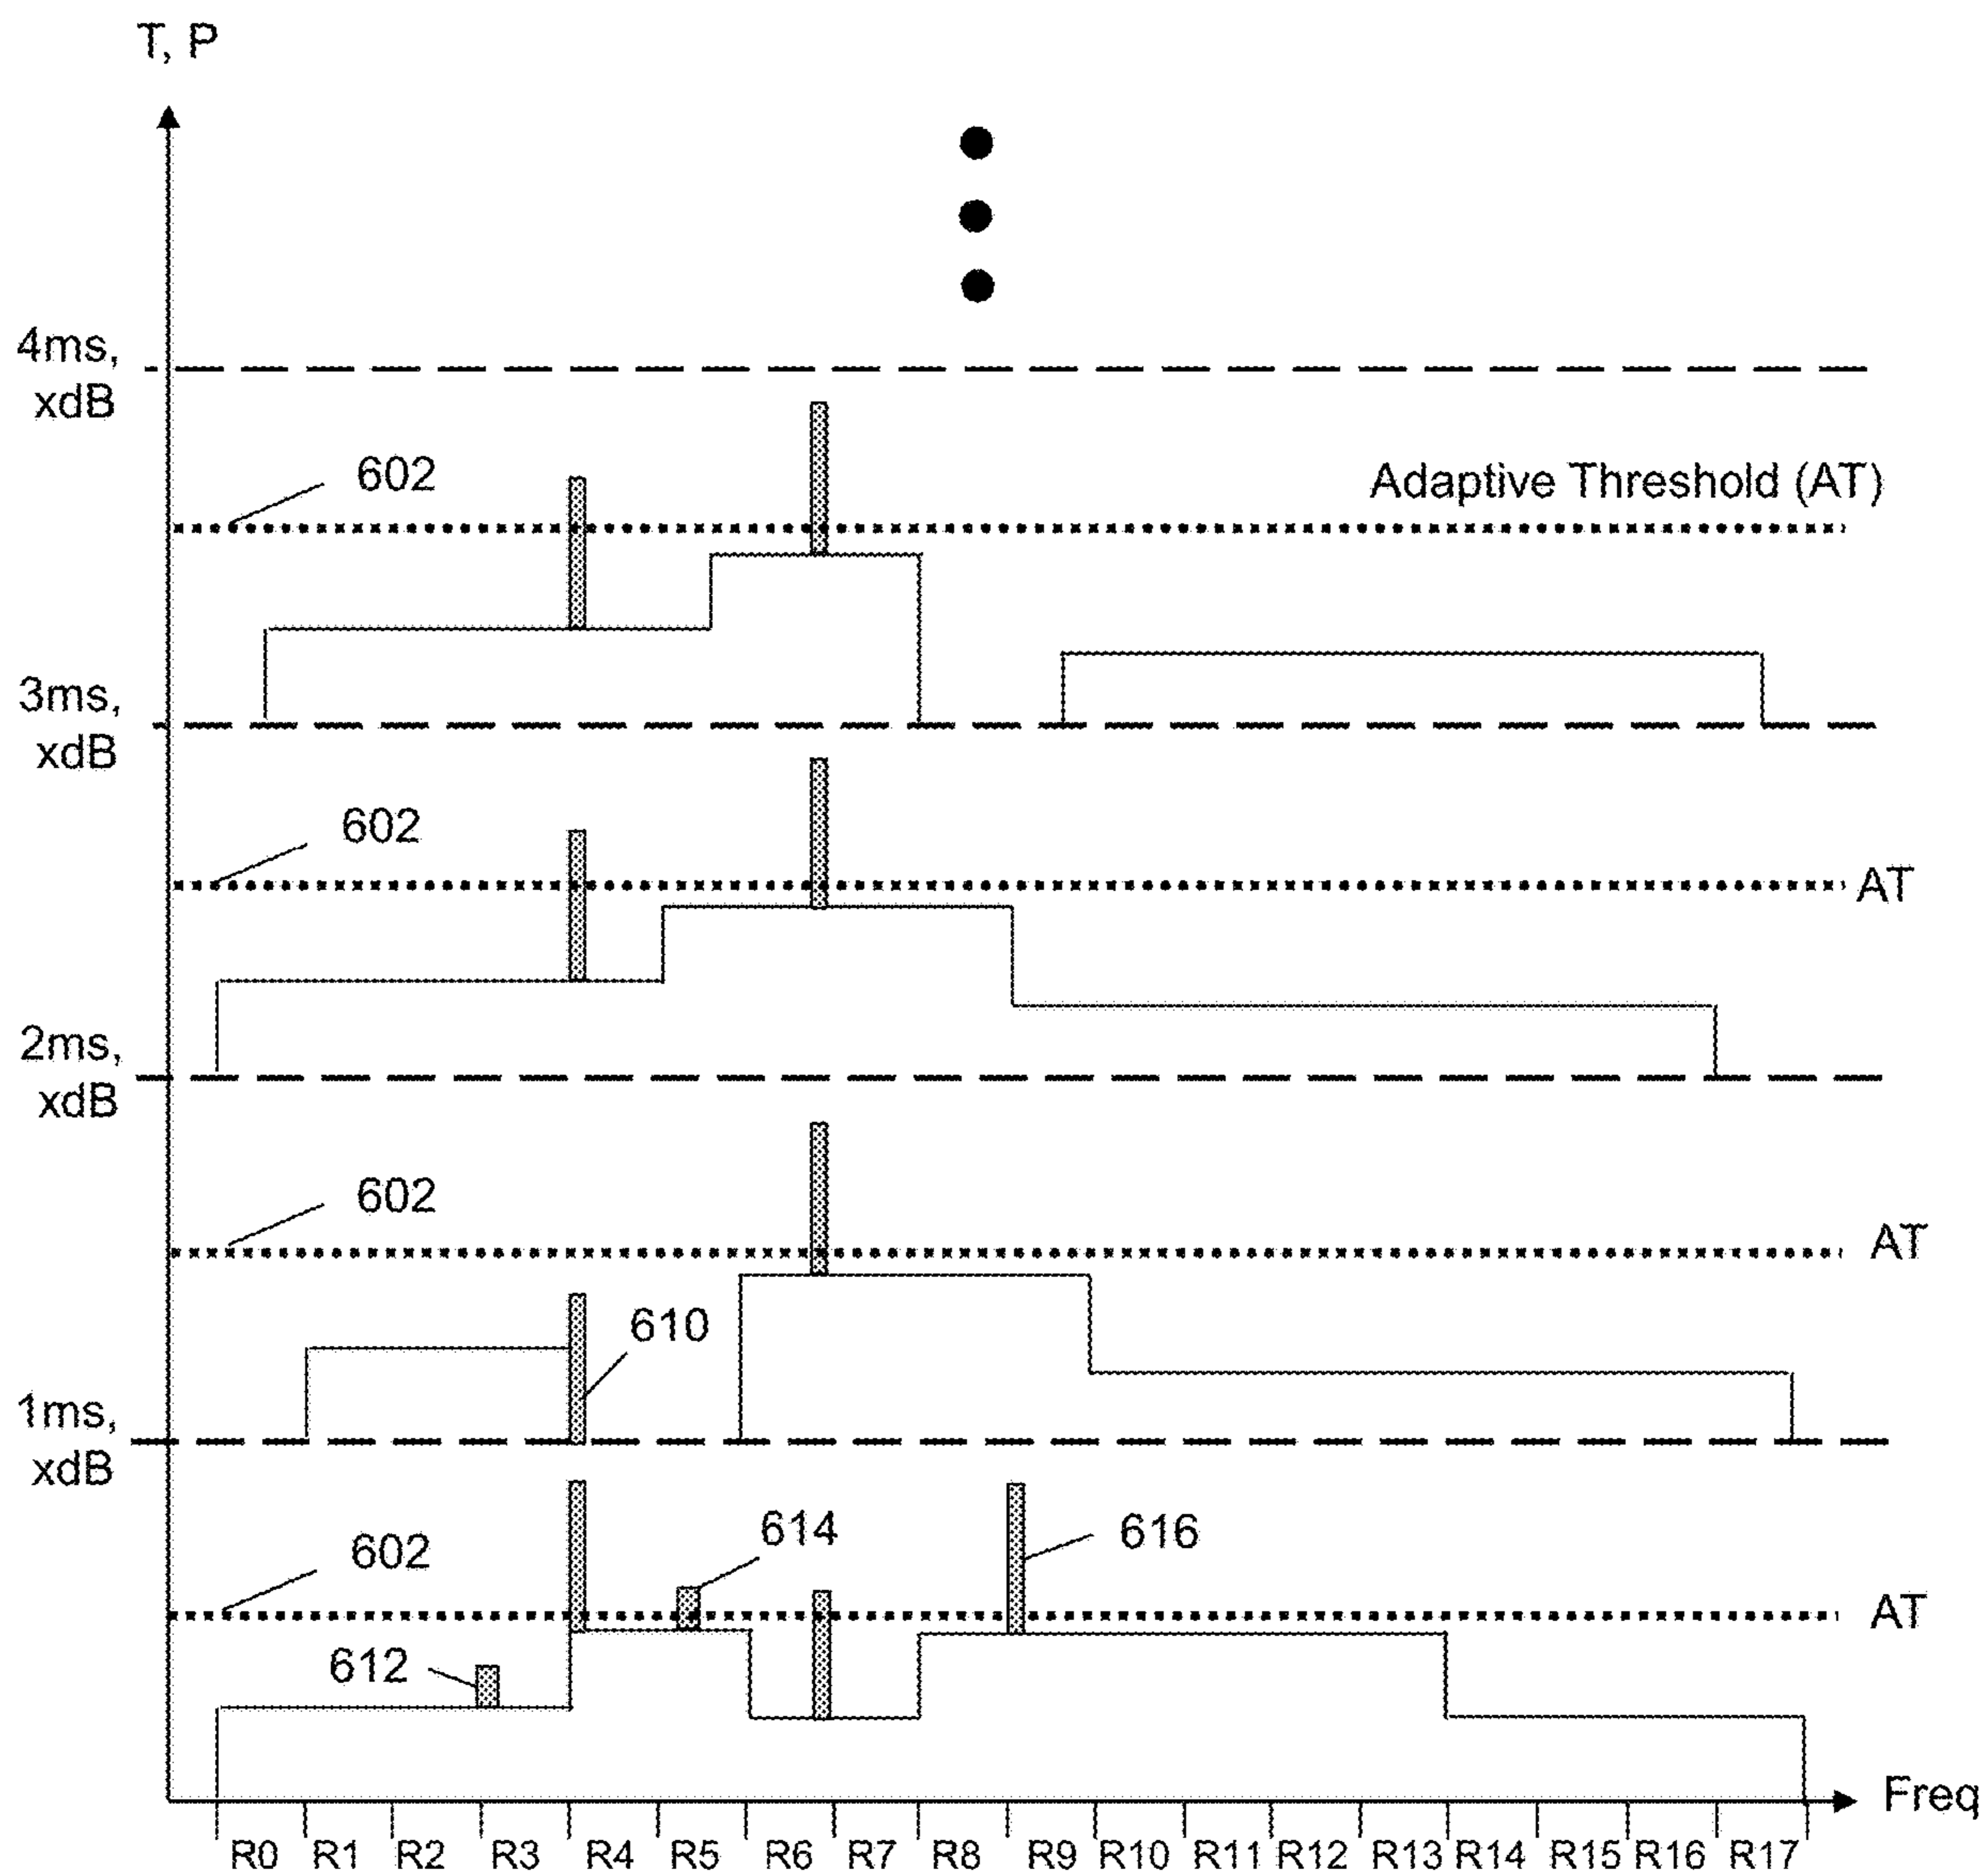 T, P
4ms,
xdB
602
Adaptive Threshold (AT)
3ms,
xdB
602
AT
2ms,
xdB
602
AT
610
1ms,
xdB
602
614
616
AT
612
Freq
R0 R1 R2 R3 R4 R5 R6 R7 R8 R9 R10 R11 R12 R13 R14 R15 R16 R17